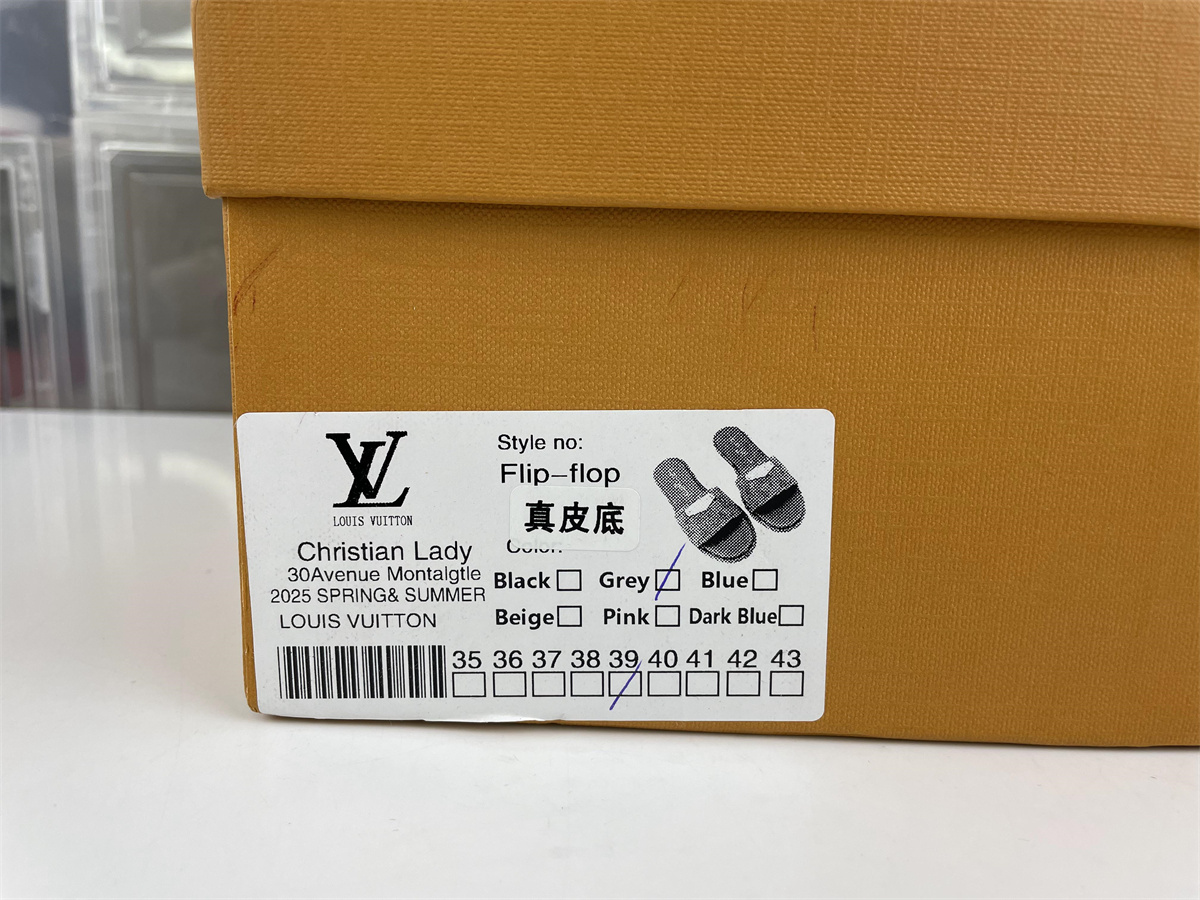 LV
LOUIS VUITTON
Christian Lady
30Avenue Montalgtle
2025 SPRING& SUMMER
LOUIS VUITTON
Style no:
Flip-flop
真皮底
Color:
Black Grey Blue
Beige Pink Dark Blue
35 36 37 38 39 40 41 42 43